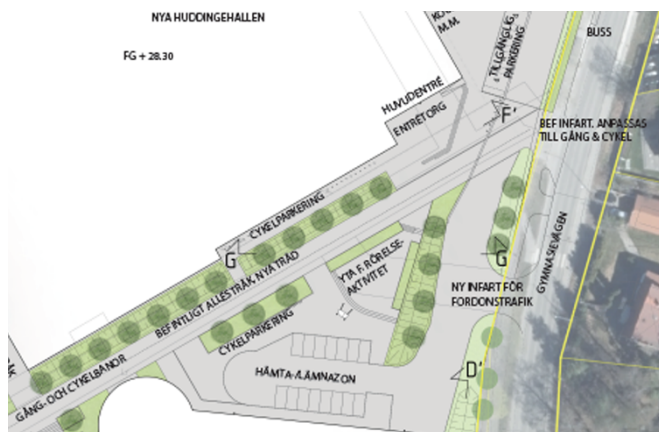 NYA HUDDINGEHALLEN
FG + 28.30
M.M.
TILLGÄNGLIG
PARKERING
BUSS
HUVUDENTRÉ
ENTRÉTORG
F'
BEF INFART. ANPASSAS
TILL GÅNG & CYKEL
CYKELPARKERING
G
BEFINTLIGT ALLÉSTRÅK, NYA TRÄD
YTA F. RÖRELSE-
AKTIVITET
G
GYMNASIEVÄGEN
NY INFART FÖR
FORDONSTRAFIK
CYKELPARKERING
GÅNG- OCH CYKELBANOR
HÄMTA-/LÄMNAZON
D'